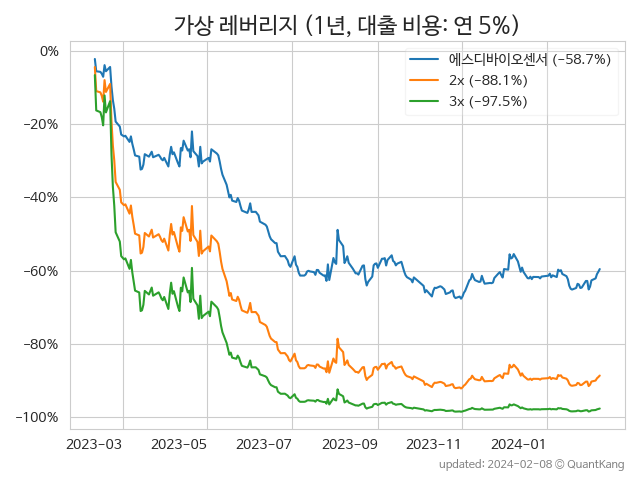 가상 레버리지 (1년, 대출 비용: 연 5%)
에스디바이오센서 (−58.7%)
2x (−88.1%)
3x (−97.5%)
0%
−20%
−40%
−60%
−80%
−100%
2023-03 2023-05 2023-07 2023-09 2023-11 2024-01
updated: 2024-02-08 ⓒ QuantKang